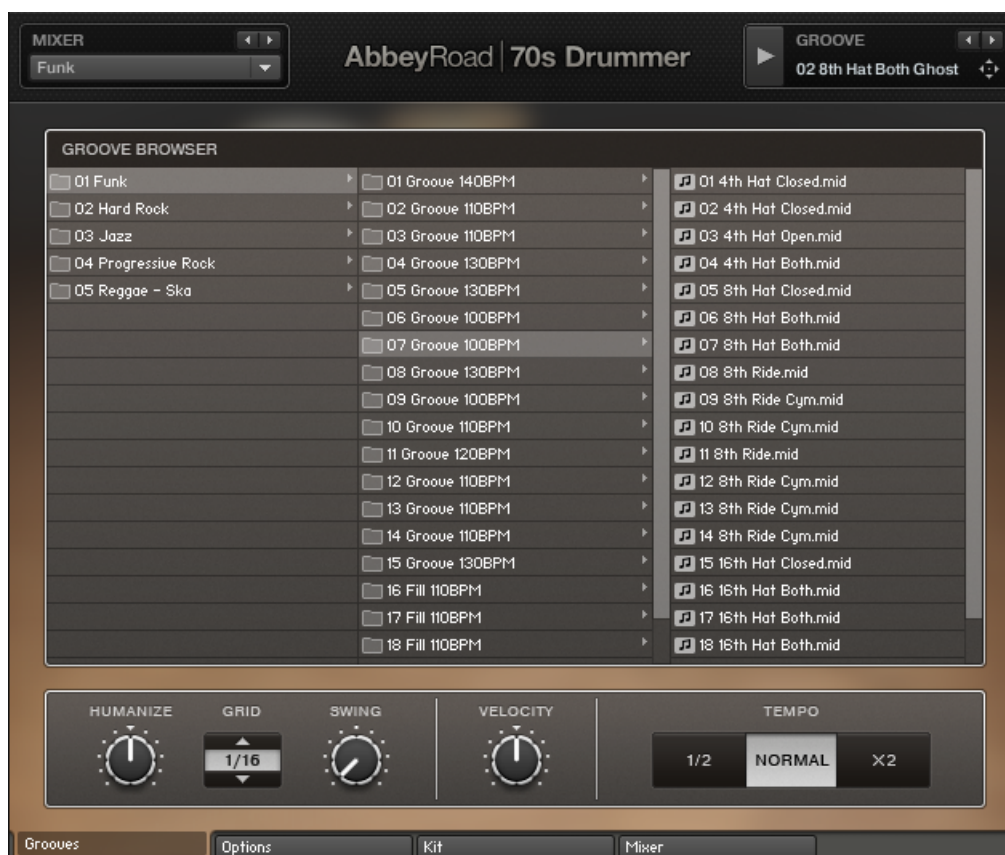 MIXER
Funk
AbbeyRoad | 70s Drummer
GROOVE
02 8th Hat Both Ghost
GROOVE BROWSER
01 Funk
02 Hard Rock
03 Jazz
04 Progressive Rock
05 Reggae - Ska
01 Groove 140BPM
02 Groove 110BPM
03 Groove 110BPM
04 Groove 130BPM
05 Groove 130BPM
06 Groove 100BPM
07 Groove 100BPM
08 Groove 130BPM
09 Groove 100BPM
10 Groove 110BPM
11 Groove 120BPM
12 Groove 110BPM
13 Groove 110BPM
14 Groove 110BPM
15 Groove 130BPM
16 Fill 110BPM
17 Fill 110BPM
18 Fill 110BPM
01 4th Hat Closed.mid
02 4th Hat Closed.mid
03 4th Hat Open.mid
04 4th Hat Both.mid
05 8th Hat Closed.mid
06 8th Hat Both.mid
07 8th Hat Both.mid
08 8th Ride.mid
09 8th Ride Cym.mid
10 8th Ride Cym.mid
11 8th Ride.mid
12 8th Ride Cym.mid
13 8th Ride Cym.mid
14 8th Ride Cym.mid
15 16th Hat Closed.mid
16 16th Hat Both.mid
17 16th Hat Both.mid
18 16th Hat Both.mid
HUMANIZE
GRID
SWING
VELOCITY
TEMPO
1/16
1/2
NORMAL
X2
Grooves
Options
Kit
Mixer